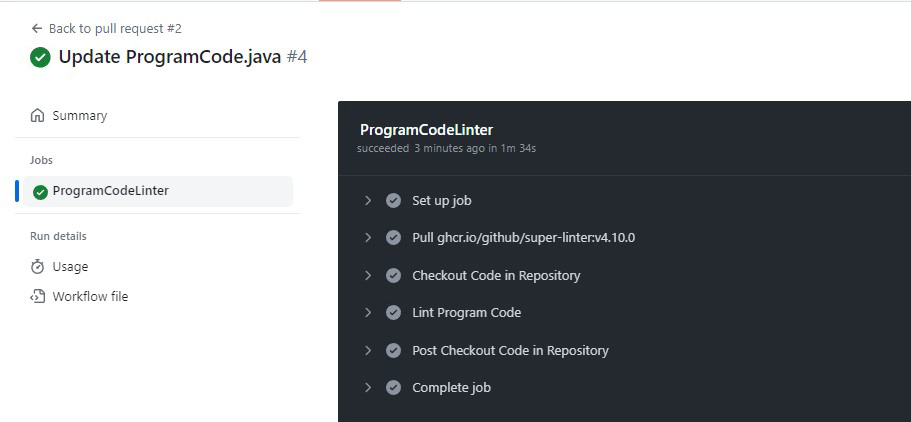 Back to pull request #2
Update ProgramCode.java #4
Summary
Jobs
ProgramCodeLinter
Run details
Usage
Workflow file
ProgramCodeLinter
succeeded 3 minutes ago in 1m 34s
Set up job
Pull ghcr.io/github/super-linter:v4.10.0
Checkout Code in Repository
Lint Program Code
Post Checkout Code in Repository
Complete job